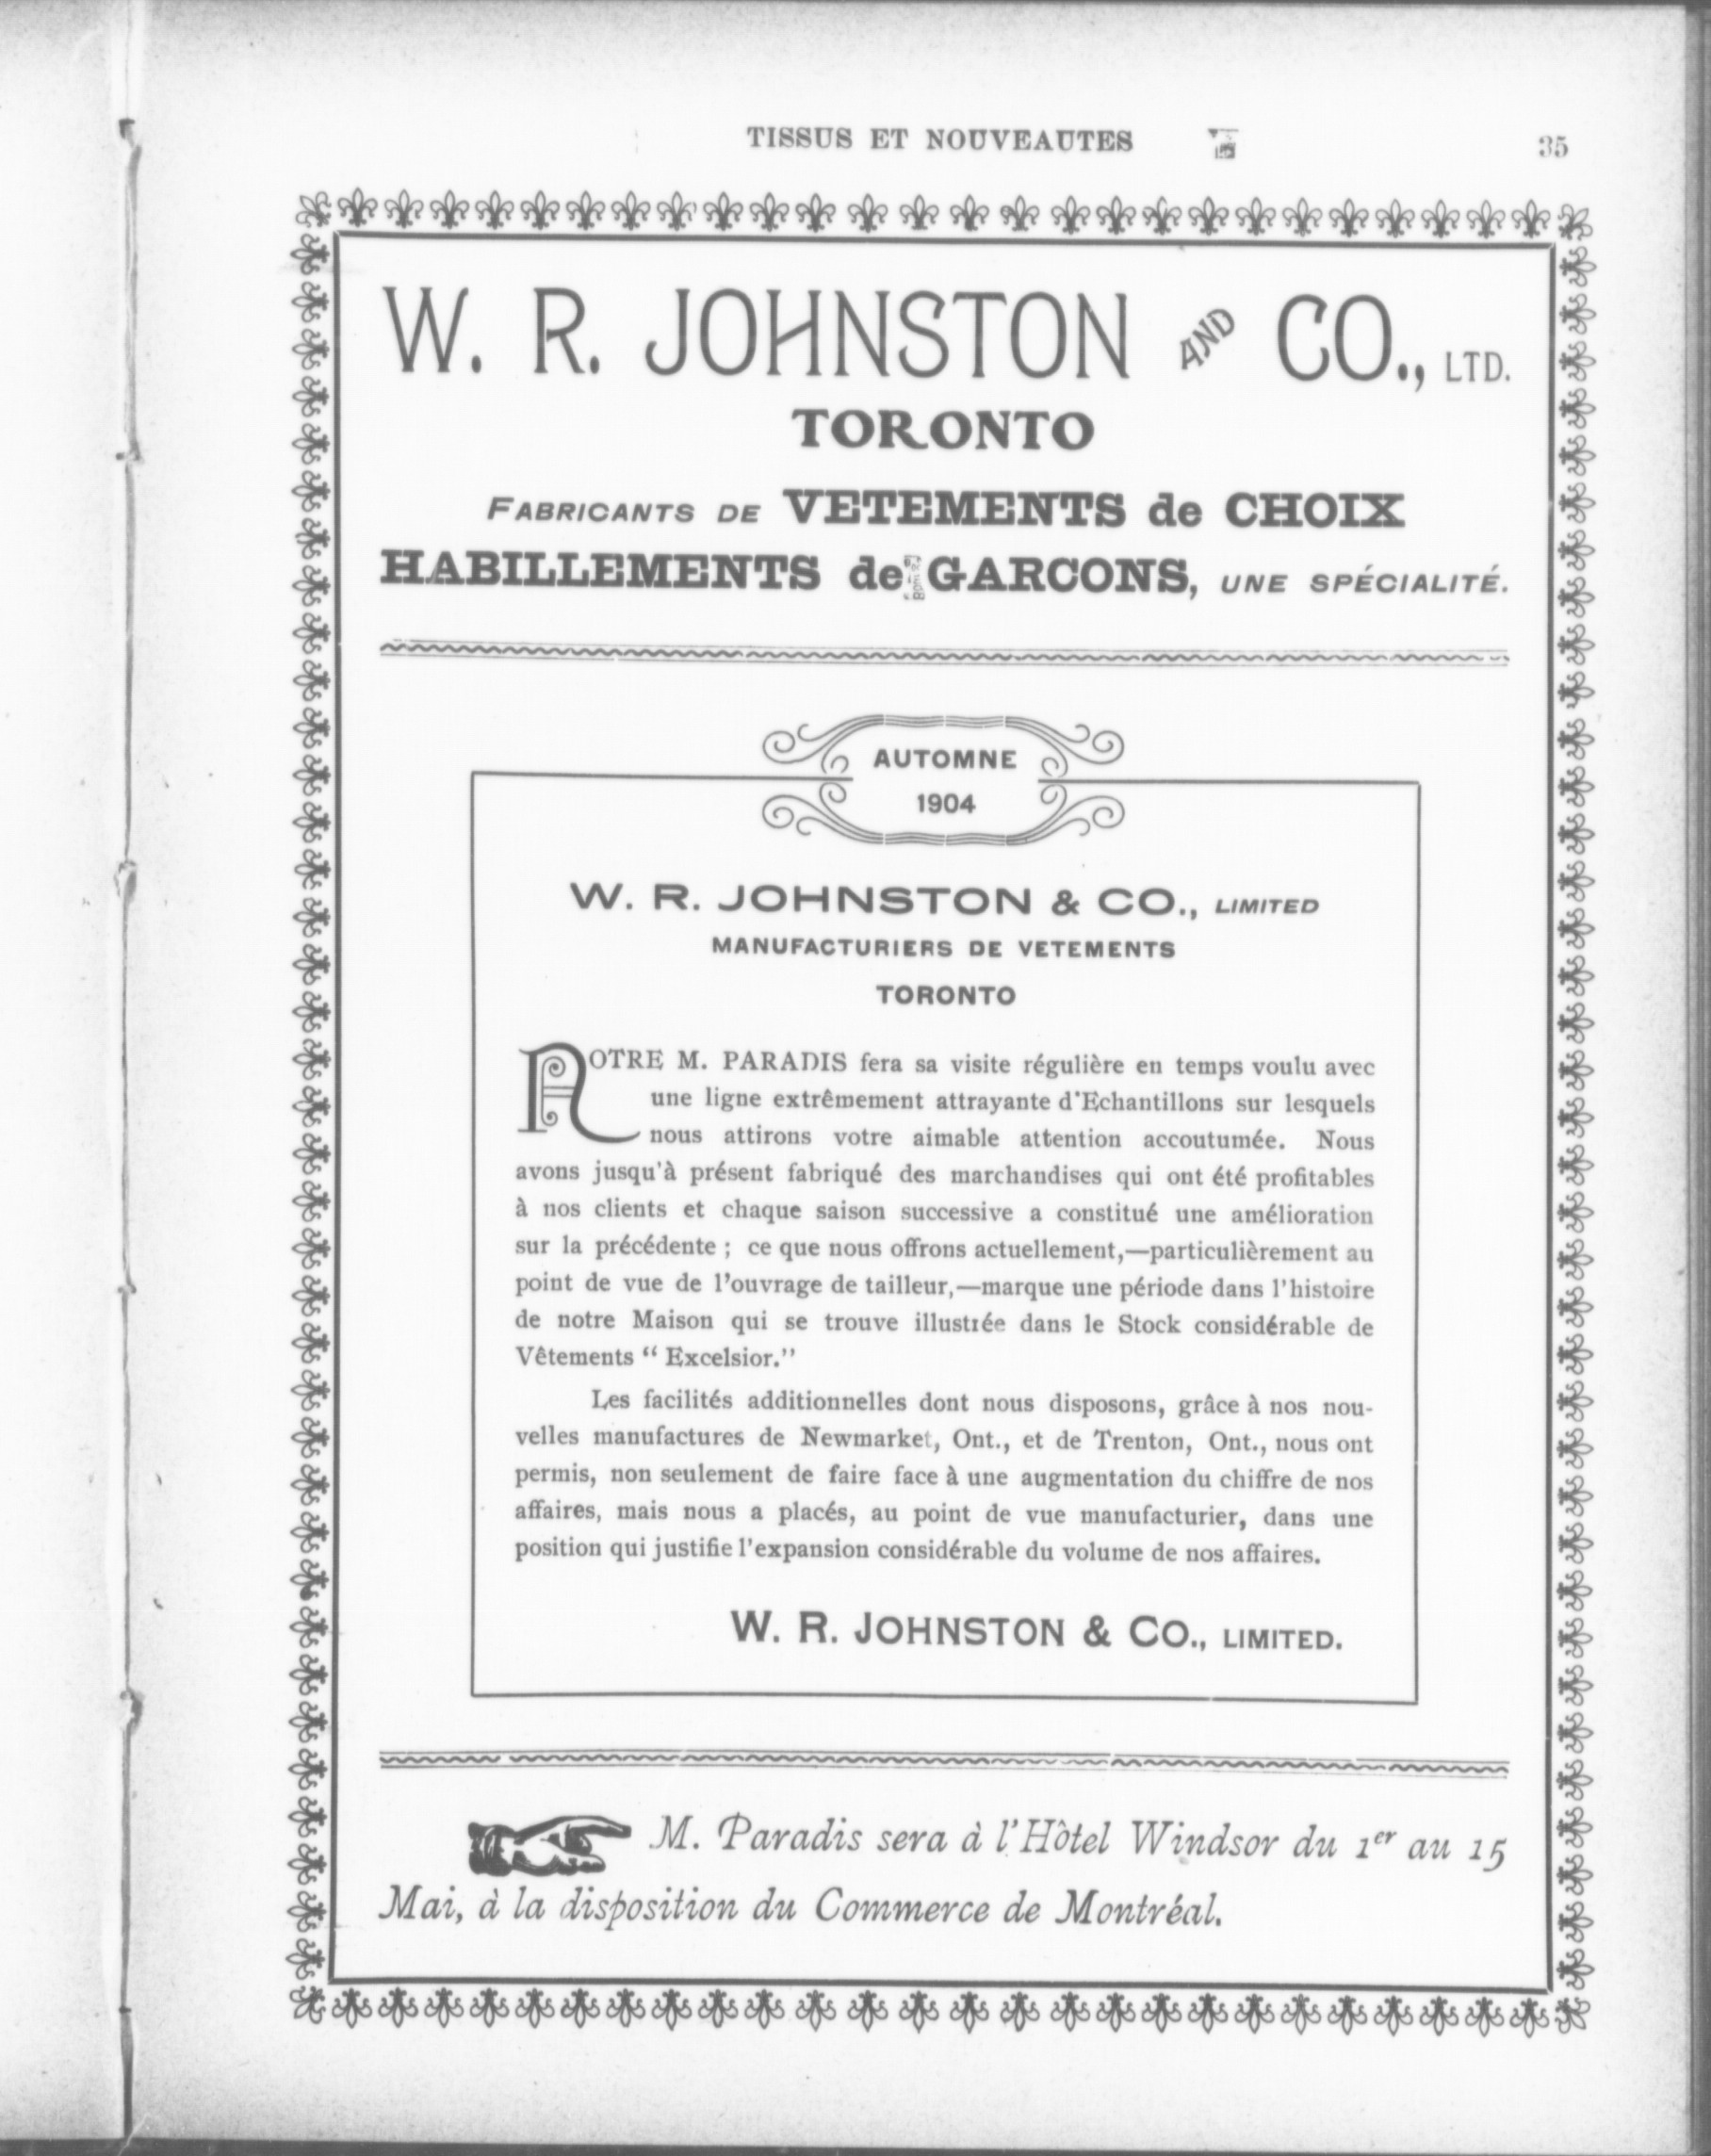 TISSUS ET NOUVEAUTES 35
W. R. JOHNSTON AND CO., LTD.
TORONTO
FABRICANTS DE VETEMENTS de CHOIX
HABILLEMENTS de GARCONS, UNE SPÉCIALITÉ.
AUTOMNE
1904
W. R. JOHNSTON & CO., LIMITED
MANUFACTURIERS DE VETEMENTS
TORONTO
NOTRE M. PARADIS fera sa visite régulière en temps voulu avec
une ligne extrêmement attrayante d'Echantillons sur lesquels
nous attirons votre aimable attention accoutumée. Nous
avons jusqu'à présent fabriqué des marchandises qui ont été profitables
à nos clients et chaque saison successive a constitué une amélioration
sur la précédente ; ce que nous offrons actuellement,—particulièrement au
point de vue de l'ouvrage de tailleur,—marque une période dans l'histoire
de notre Maison qui se trouve illustrée dans le Stock considérable de
Vêtements “ Excelsior.”
Les facilités additionnelles dont nous disposons, grâce à nos nou-
velles manufactures de Newmarket, Ont., et de Trenton, Ont., nous ont
permis, non seulement de faire face à une augmentation du chiffre de nos
affaires, mais nous a placés, au point de vue manufacturier, dans une
position qui justifie l'expansion considérable du volume de nos affaires.
W. R. JOHNSTON & CO., LIMITED.
M. Paradis sera à l'Hôtel Windsor du 1er au 15
Mai, à la disposition du Commerce de Montréal.